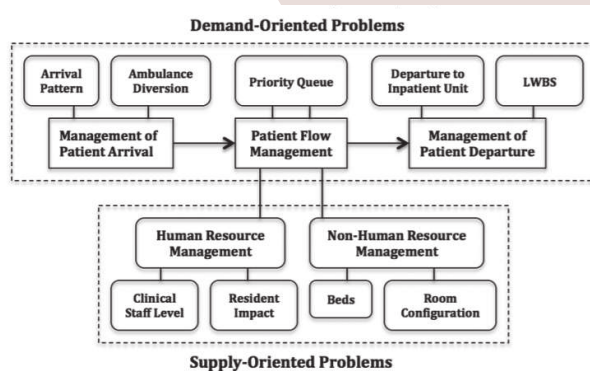 Demand-Oriented Problems
Arrival
Pattern
Ambulance
Diversion
Priority Queue
Departure to
Inpatient Unit
LWBS
Management of
Patient Arrival
Patient Flow
Management
Management of
Patient Departure
Human Resource
Management
Non-Human Resource
Management
Clinical
Staff Level
Resident
Impact
Beds
Room
Configuration
Supply-Oriented Problems